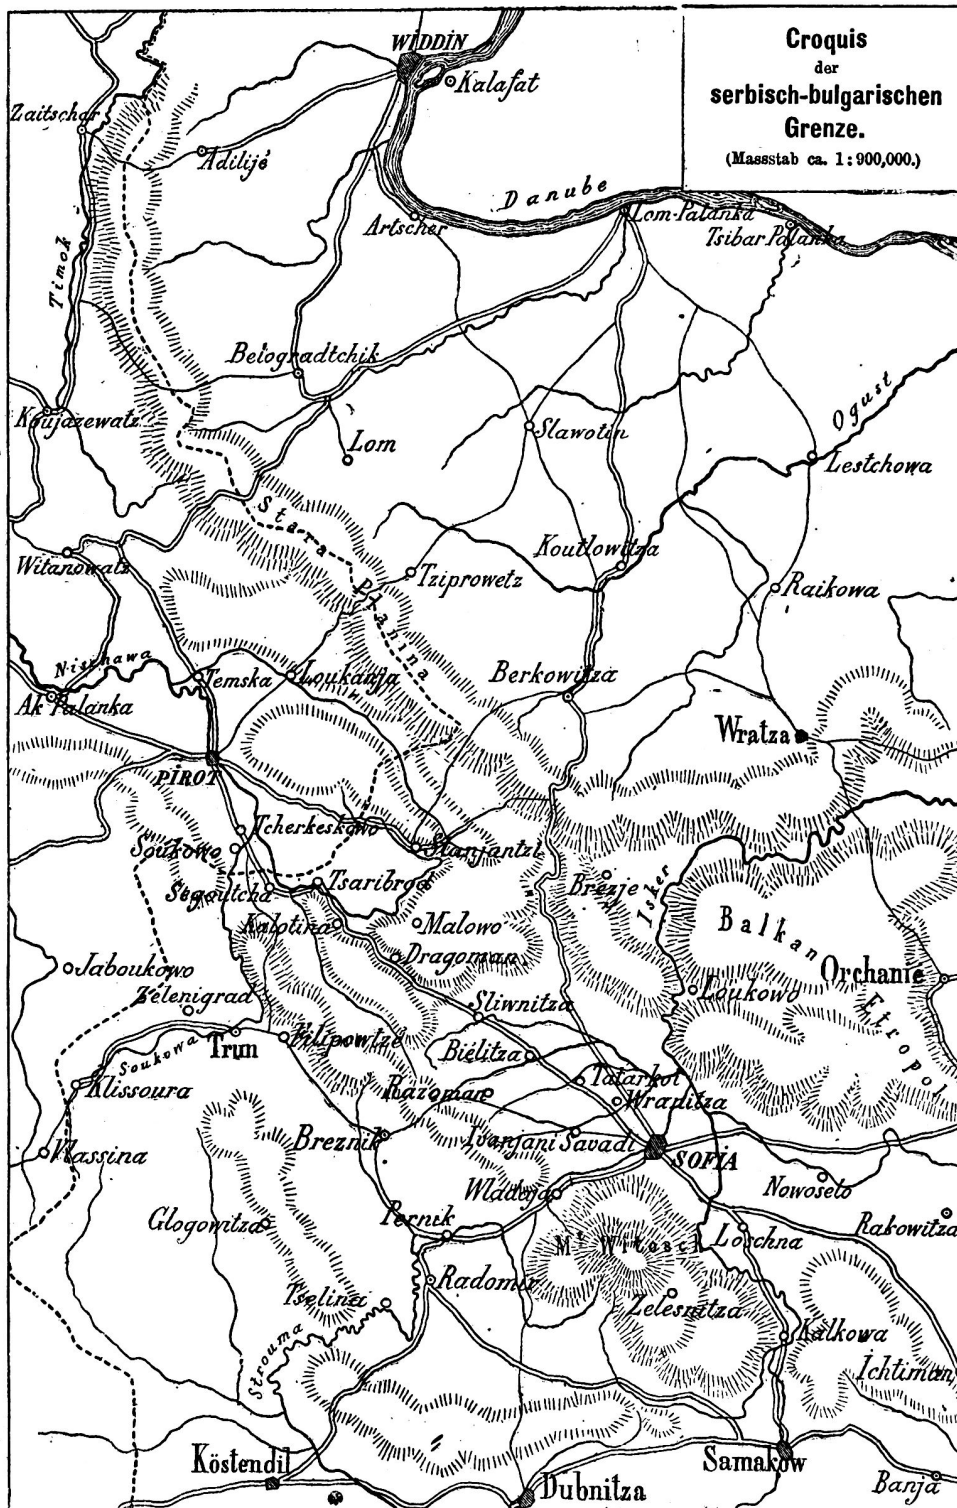 Croquis
der
serbisch-bulgarischen
Grenze.
(Massstab ca. 1:900,000.)
WIDDIN
Kalafat
Zaitschar
Adilijé
Danube
Artscher
Lom-Palanka
Tsibar Palanka
Timok
Belogradtchik
Koujazewatz
Lom
Slawotin
Ogust
Lestchowa
Stara Planina
Witanowatz
Tziprowetz
Koutlowitza
Raikowa
Nischawa
Temska
Loukanja
Berkowitza
Ak Palanka
Wratza
PIROT
Tcherkeskowo
Soukowo
Stanjantzi
Segoutcha
Tsaribrod
Brezje
Isker
Balkan
Kalotina
Malowo
Dragoman
Jaboukowo
Orchanie
Etropol
Zelenigrad
Sliwnitza
Loukowo
Soukowa
Trun
Filipowtze
Bielitza
Klissoura
Razoman
Tatarkoi
Wrapitza
Breznik
Ivanjani
Savadi
Wlassina
SOFIA
Wladaja
Nowoselo
Glogowitza
Pernik
Mt Witosch
Loschna
Rakowitza
Radomir
Tselina
Zelesnitza
Kalkowa
Strouma
Ichtiman
Köstendil
Samakow
Dubnitza
Banja